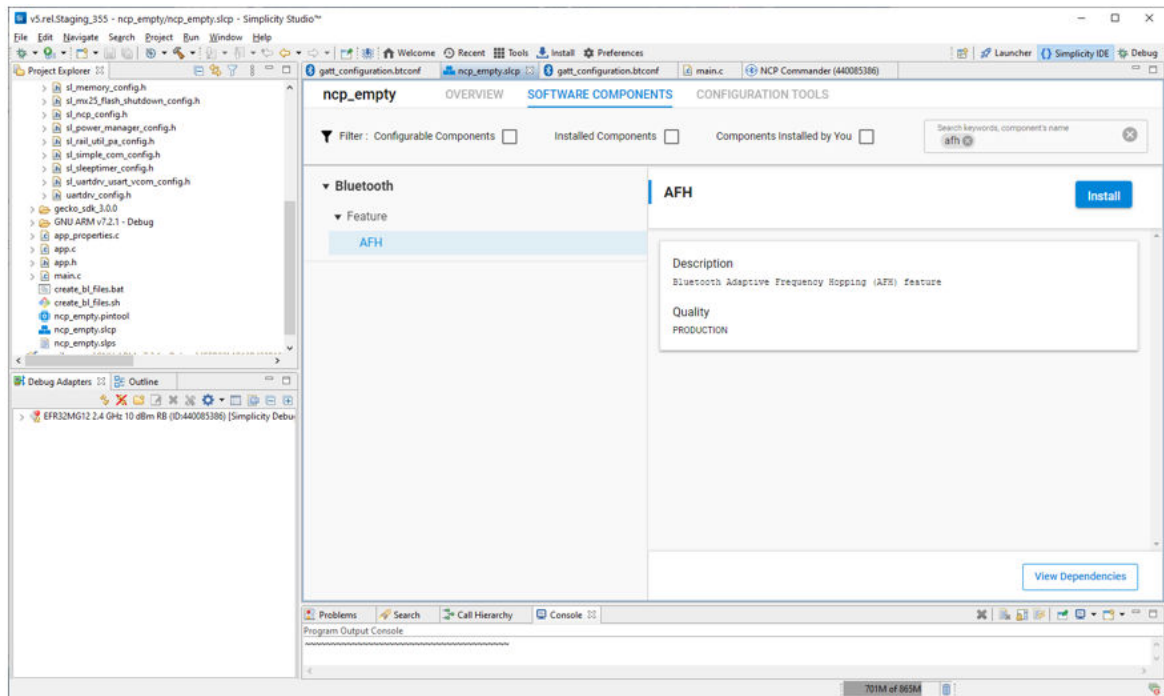 v5.rel.Staging_355 - ncp_empty/ncp_empty.slcp - Simplicity Studio™
File Edit Navigate Search Project Run Window Help
Welcome Recent Tools Install Preferences
Launcher Simplicity IDE Debug
Project Explorer
sl_memory_config.h
sl_mx25_flash_shutdown_config.h
sl_ncp_config.h
sl_power_manager_config.h
sl_rail_util_pa_config.h
sl_simple_com_config.h
sl_sleeptimer_config.h
sl_uartdrv_usart_vcom_config.h
uartdrv_config.h
gecko_sdk_3.0.0
GNU ARM v7.2.1 - Debug
app_properties.c
app.c
app.h
main.c
create_bl_files.bat
create_bl_files.sh
ncp_empty.pintool
ncp_empty.slcp
ncp_empty.slps
Debug Adapters Outline
EFR32MG12 2.4 GHz 10 dBm RB (ID:440085386) [Simplicity Debu
gatt_configuration.btconf ncp_empty.slcp gatt_configuration.btconf main.c NCP Commander (440085386)
ncp_empty OVERVIEW SOFTWARE COMPONENTS CONFIGURATION TOOLS
Filter : Configurable Components Installed Components Components Installed by You
Search keywords, component's name
afh
Bluetooth
Feature
AFH
AFH
Install
Description
Bluetooth Adaptive Frequency Hopping (AFH) feature
Quality
PRODUCTION
View Dependencies
Problems Search Call Hierarchy Console
Program Output Console
~~~~~~~~~~~~~~~~~~~~~~~~~~~~~~~~~~~~~~~~
701M of 865M